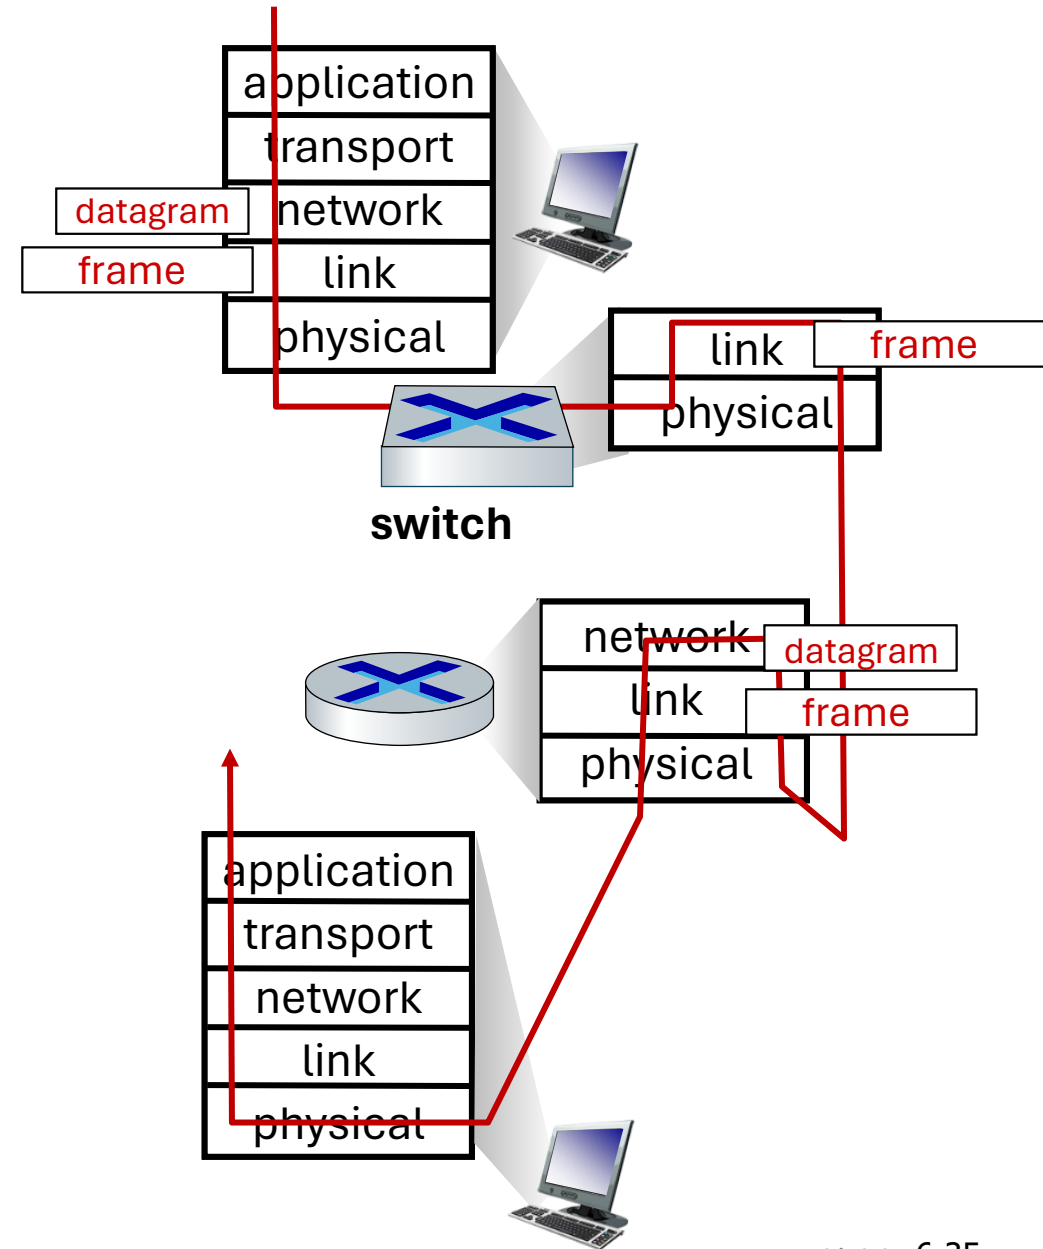 application
transport
datagram network
frame link
physical
link frame
physical
switch
network datagram
link frame
physical
application
transport
network
link
physical